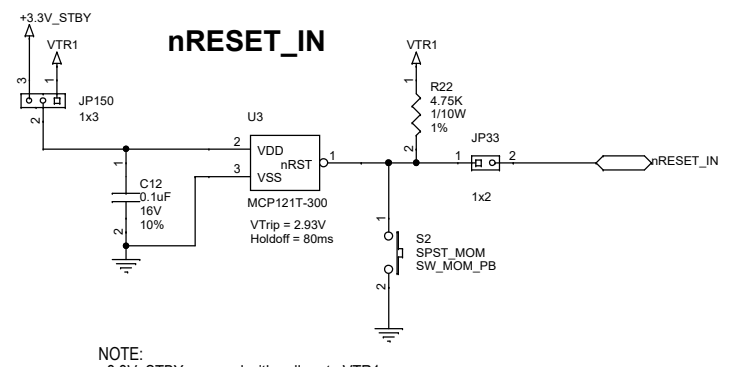 +3.3V_STBY
VTR1
nRESET_IN
VTR1
3
1
JP150
1x3
2
U3
2
VDD
nRST
1
3
VSS
MCP121T-300
VTrip = 2.93V
Holdoff = 80ms
1
C12
0.1uF
16V
10%
2
1
R22
4.75K
1/10W
1%
2
JP33
1
2
1x2
nRESET_IN
1
S2
SPST_MOM
SW_MOM_PB
2
NOTE: